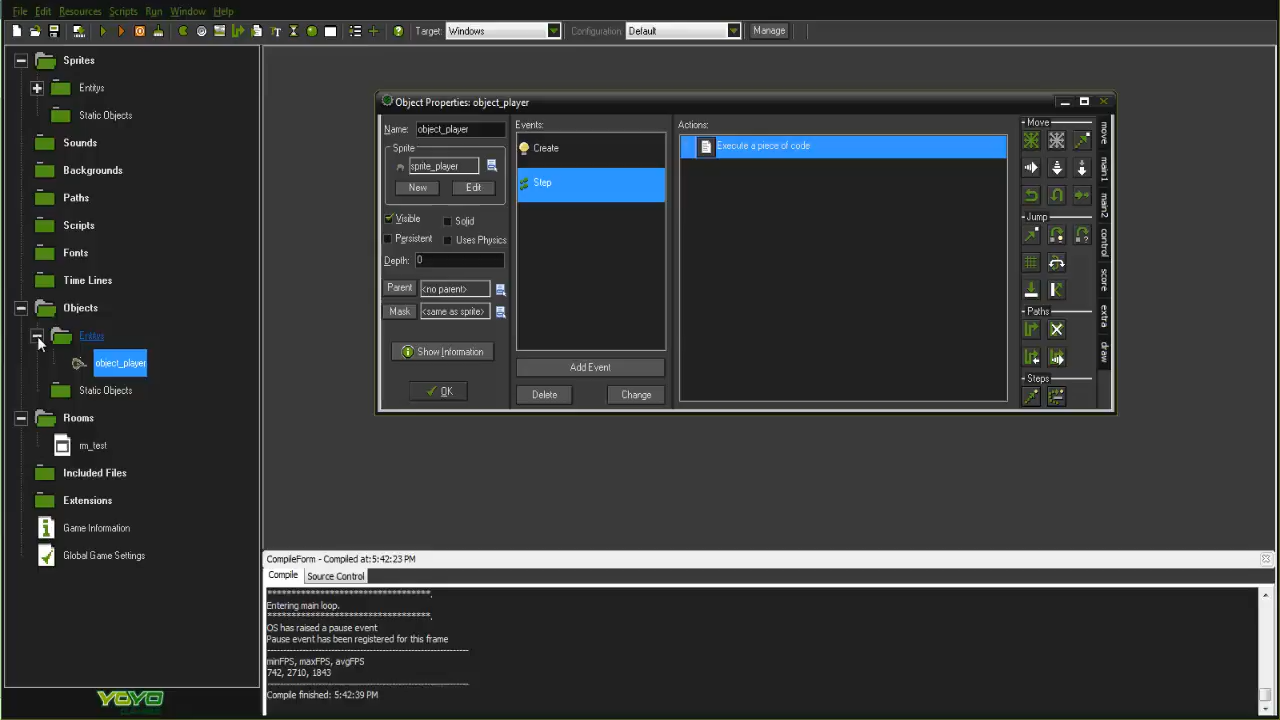 File Edit Resources Scripts Run Window Help
Target: Windows Configuration: Default Manage
Sprites
Entitys
Static Objects
Sounds
Backgrounds
Paths
Scripts
Fonts
Time Lines
Objects
Entitys
object_player
Static Objects
Rooms
rm_test
Included Files
Extensions
Game Information
Global Game Settings
YOYO
Object Properties: object_player
Name: object_player
Sprite
sprite_player
New Edit
Visible Solid
Persistent Uses Physics
Depth: 0
Parent <no parent>
Mask <same as sprite>
Show Information
OK
Events:
Create
Step
Add Event
Delete Change
Actions:
Execute a piece of code
Move
Jump
Paths
Steps
move
main1
main2
control
score
extra
draw
CompileForm - Compiled at:5:42:23 PM
Compile Source Control
***********************************.
Entering main loop.
***********************************.
OS has raised a pause event
Pause event has been registered for this frame
----------------------------------------------------------
minFPS, maxFPS, avgFPS
742, 2710, 1843
----------------------------------------------------------
Compile finished: 5:42:39 PM